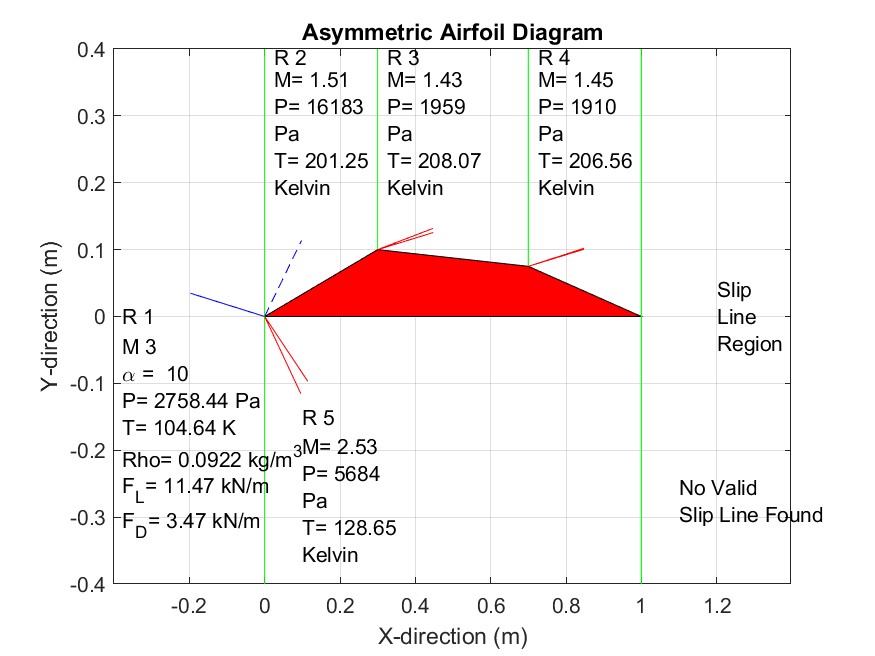 Asymmetric Airfoil Diagram
0.4
0.3
0.2
0.1
0
-0.1
-0.2
-0.3
-0.4
Y-direction (m)
R 2
M= 1.51
P= 16183
Pa
T= 201.25
Kelvin
R 3
M= 1.43
P= 1959
Pa
T= 208.07
Kelvin
R 4
M= 1.45
P= 1910
Pa
T= 206.56
Kelvin
R 1
M 3
α = 10
P= 2758.44 Pa
T= 104.64 K
Rho= 0.0922 kg/m³
F_L= 11.47 kN/m
F_D= 3.47 kN/m
R 5
M= 2.53
P= 5684
Pa
T= 128.65
Kelvin
Slip
Line
Region
No Valid
Slip Line Found
-0.2 0 0.2 0.4 0.6 0.8 1 1.2
X-direction (m)